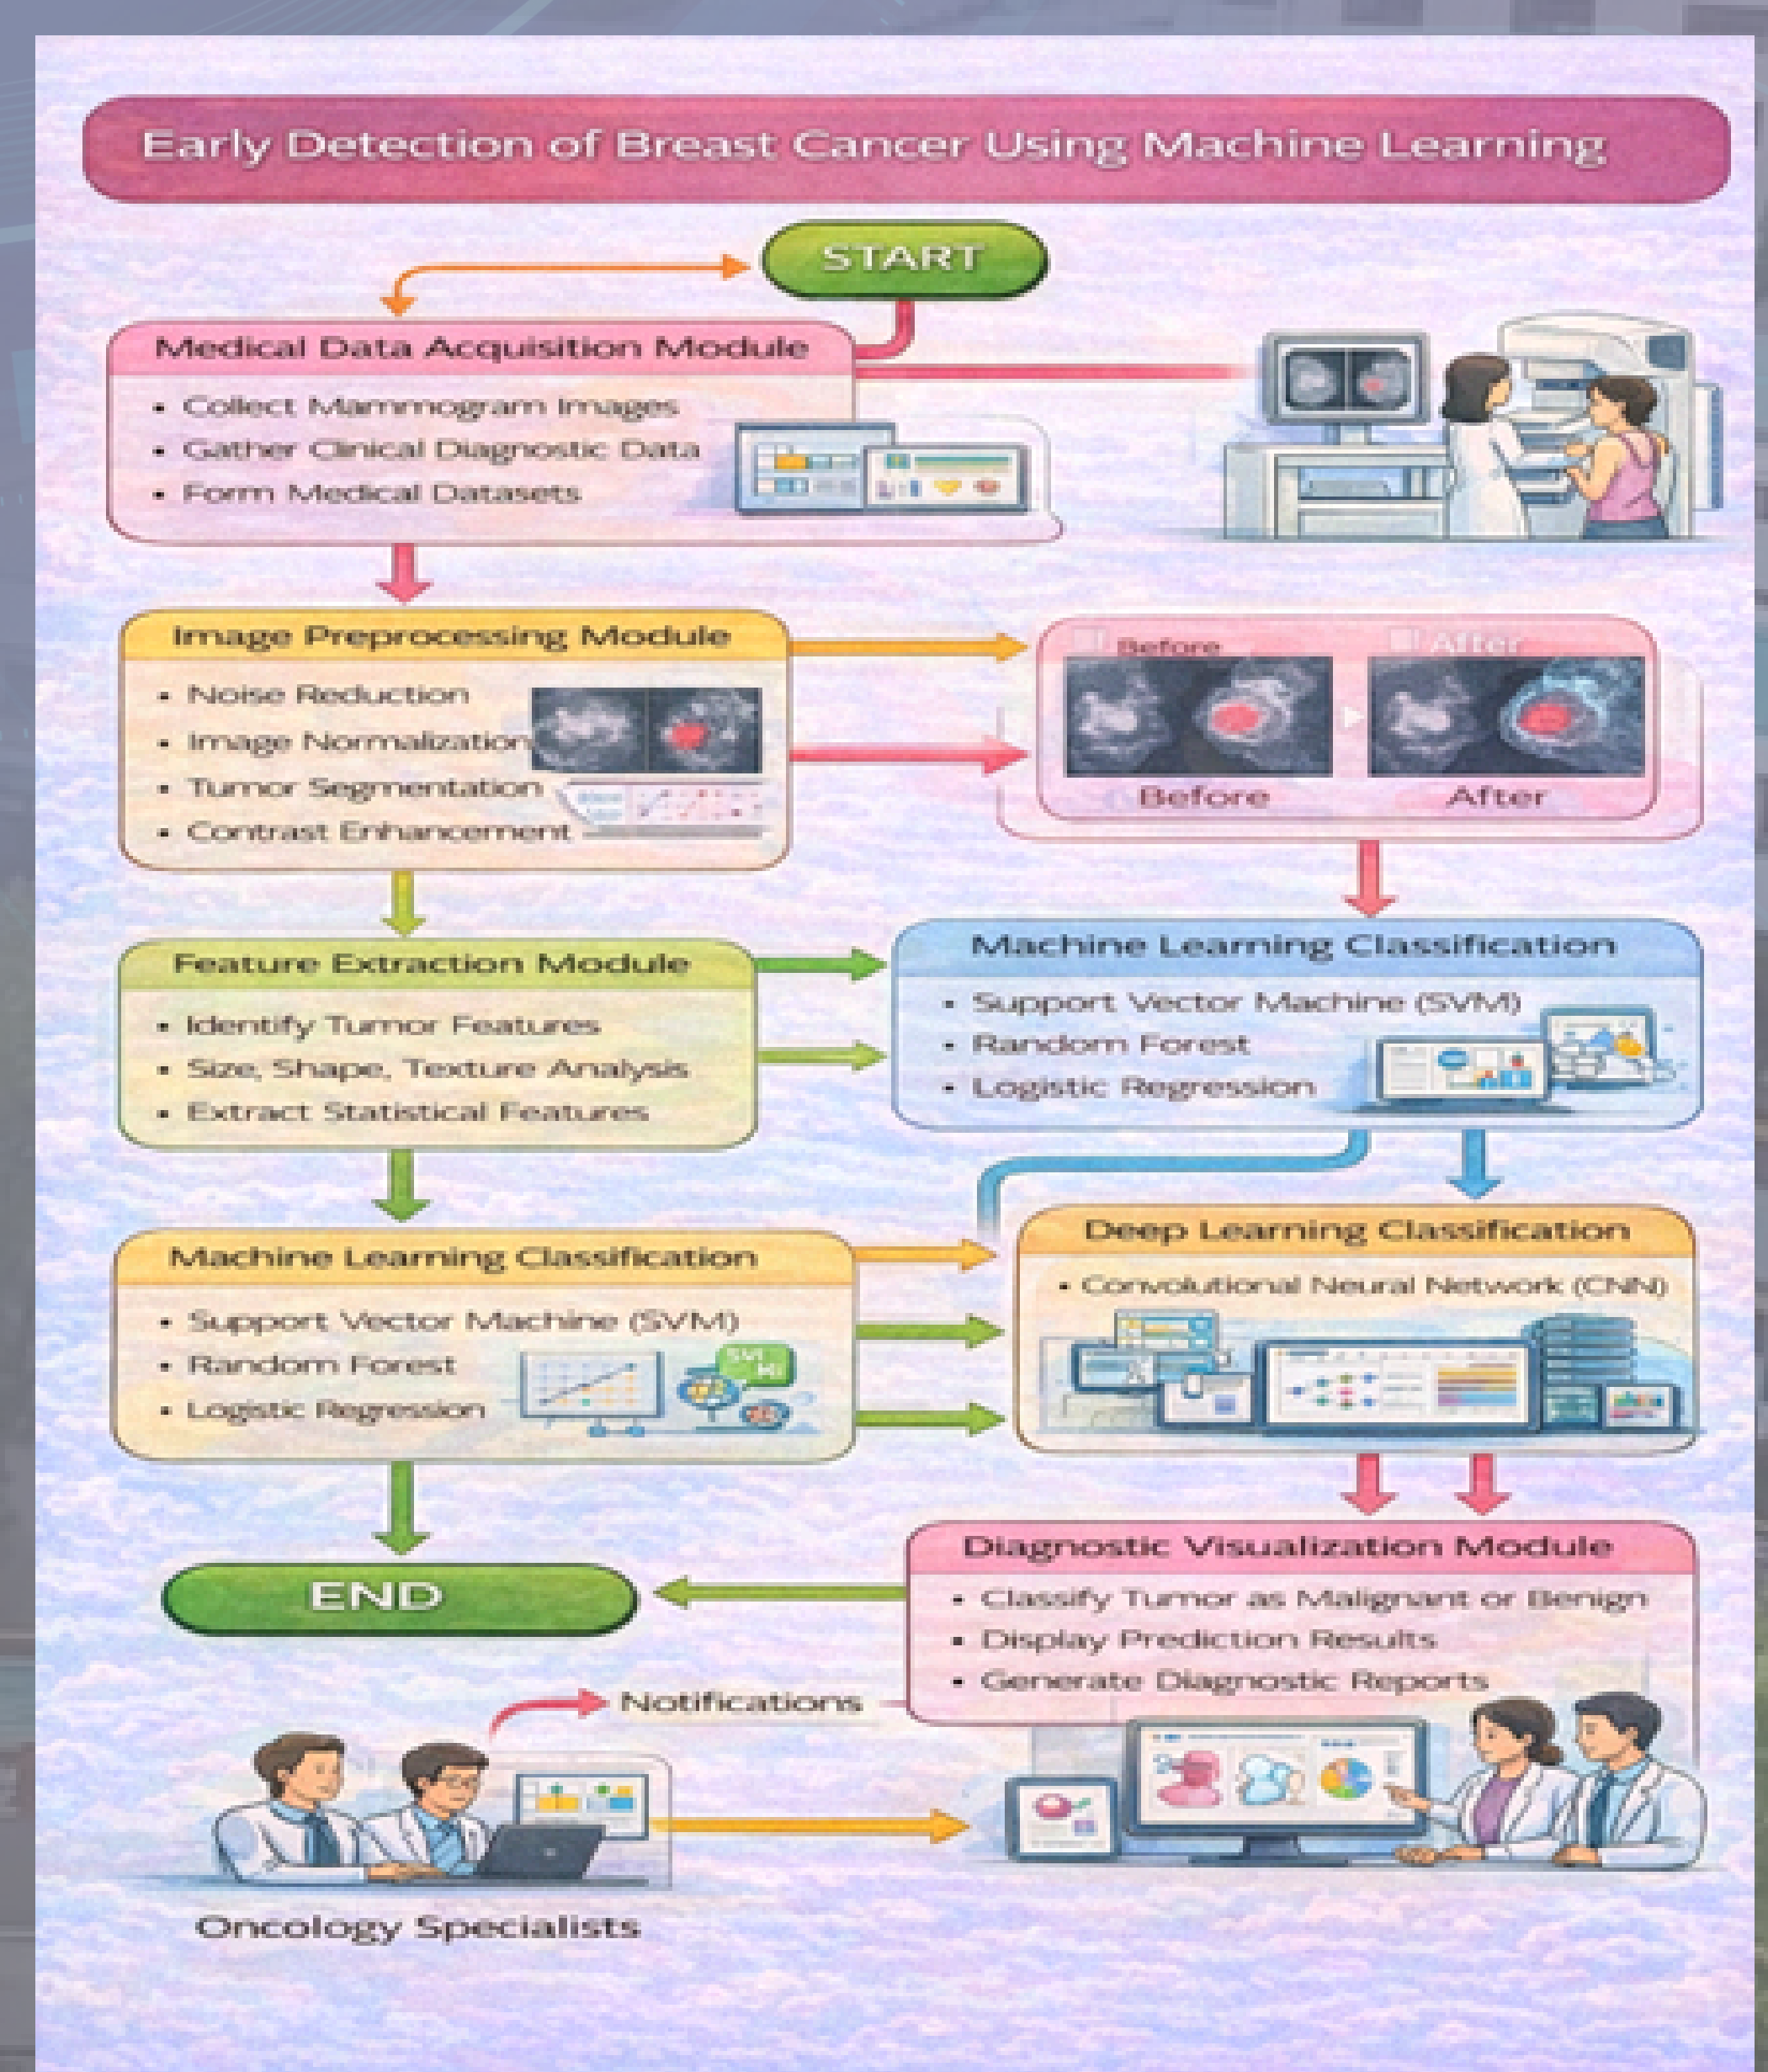 Early Detection of Breast Cancer Using Machine Learning
START
Medical Data Acquisition Module
• Collect Mammogram Images
• Gather Clinical Diagnostic Data
• Form Medical Datasets
Image Preprocessing Module
• Noise Reduction
• Image Normalization
• Tumor Segmentation
• Contrast Enhancement
Before
After
Before
After
Feature Extraction Module
• Identify Tumor Features
• Size, Shape, Texture Analysis
• Extract Statistical Features
Machine Learning Classification
• Support Vector Machine (SVM)
• Random Forest
• Logistic Regression
Machine Learning Classification
• Support Vector Machine (SVM)
• Random Forest
• Logistic Regression
Deep Learning Classification
• Convolutional Neural Network (CNN)
END
Diagnostic Visualization Module
• Classify Tumor as Malignant or Benign
• Display Prediction Results
• Generate Diagnostic Reports
Notifications
Oncology Specialists